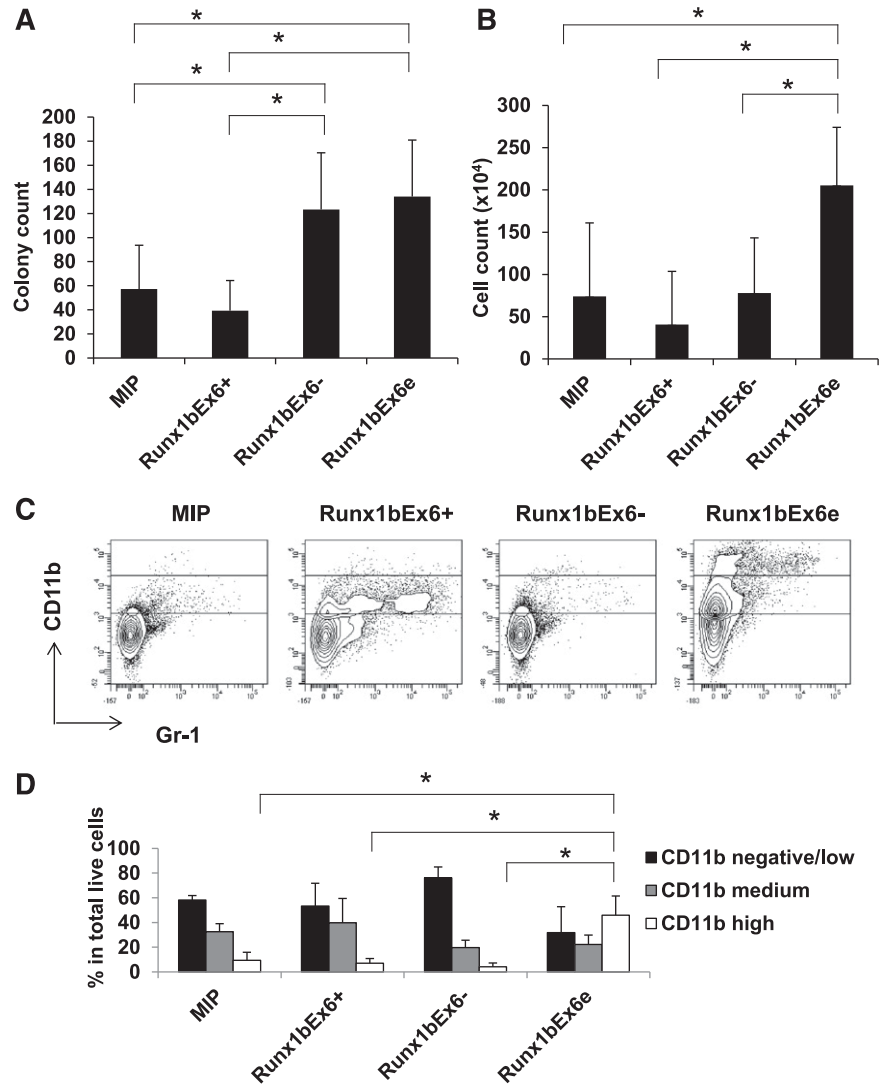 A
*
*
*
*
Colony count
200
180
160
140
120
100
80
60
40
20
0
MIP
Runx1bEx6+
Runx1bEx6-
Runx1bEx6e
B
*
*
*
Cell count (x10⁴)
300
250
200
150
100
50
0
MIP
Runx1bEx6+
Runx1bEx6-
Runx1bEx6e
C
MIP
Runx1bEx6+
Runx1bEx6-
Runx1bEx6e
CD11b
Gr-1
D
*
*
*
% in total live cells
100
80
60
40
20
0
CD11b negative/low
CD11b medium
CD11b high
MIP
Runx1bEx6+
Runx1bEx6-
Runx1bEx6e